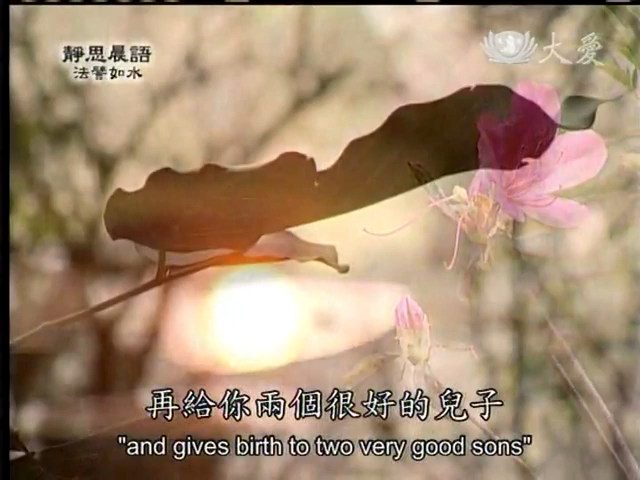 靜思晨語
法譬如水
大愛
再給你兩個很好的兒子
"and gives birth to two very good sons"